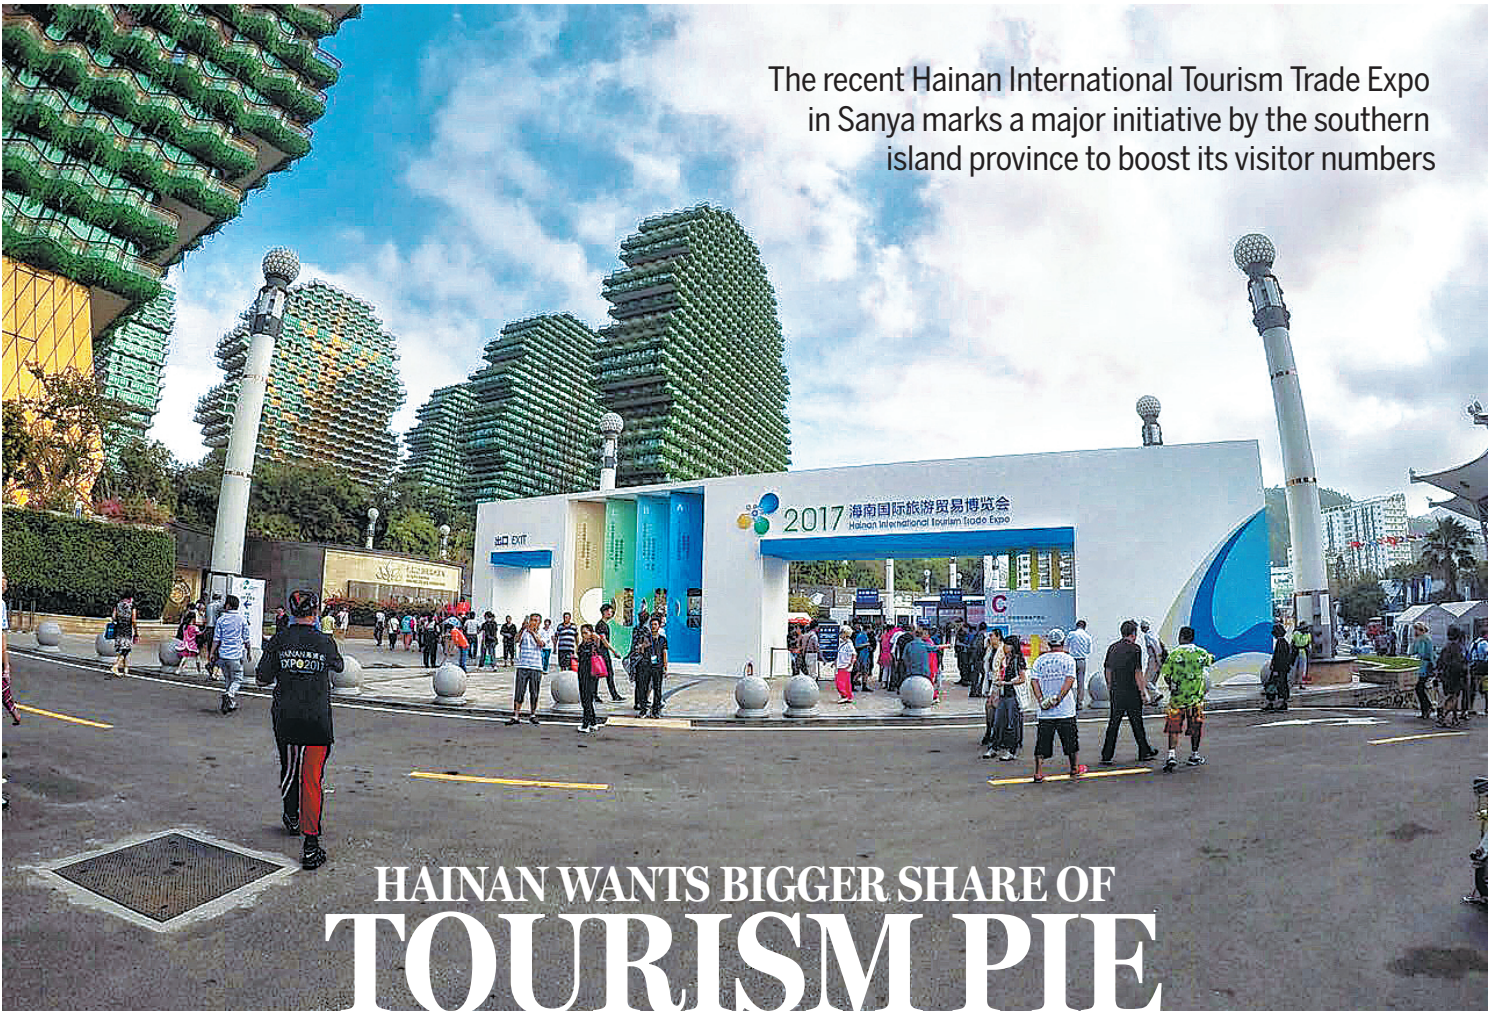 The recent Hainan International Tourism Trade Expo
in Sanya marks a major initiative by the southern
island province to boost its visitor numbers
2017 海南国际旅游贸易博览会
Hainan International Tourism Trade Expo
出口 EXIT
C
HAINAN
EXPO2017
HAINAN WANTS BIGGER SHARE OF
TOURISM PIE